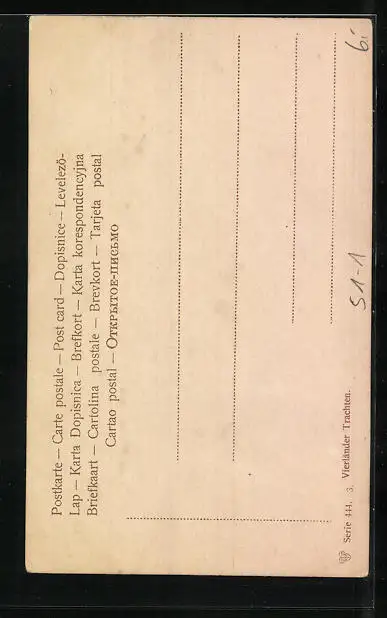 Postkarte — Carte postale — Post card — Dopisnice — Levelező-
Lap — Karta Dopisnica — Brefkort — Karta korespondencyjna
Briefkaart — Cartolina postale — Brevkort — Tarjeta postal
Cartao postal — Открытое-письмо
Serie 444. 3. Vierländer Trachten.
S1-1
6.-